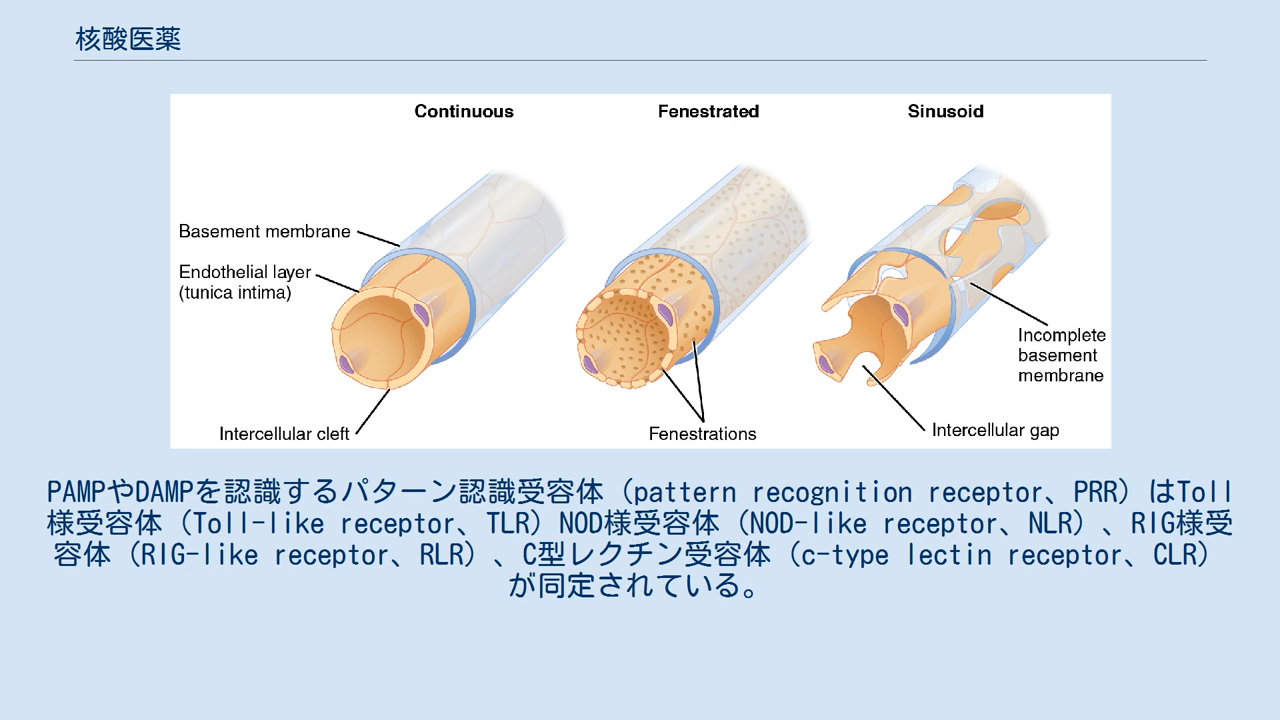 核酸医薬
Continuous
Fenestrated
Sinusoid
Basement membrane
Endothelial layer
(tunica intima)
Incomplete
basement
membrane
Intercellular cleft
Fenestrations
Intercellular gap
PAMPやDAMPを認識するパターン認識受容体（pattern recognition receptor、PRR）はToll
様受容体（Toll-like receptor、TLR）NOD様受容体（NOD-like receptor、NLR）、RIG様受
容体（RIG-like receptor、RLR）、C型レクチン受容体（c-type lectin receptor、CLR）
が同定されている。